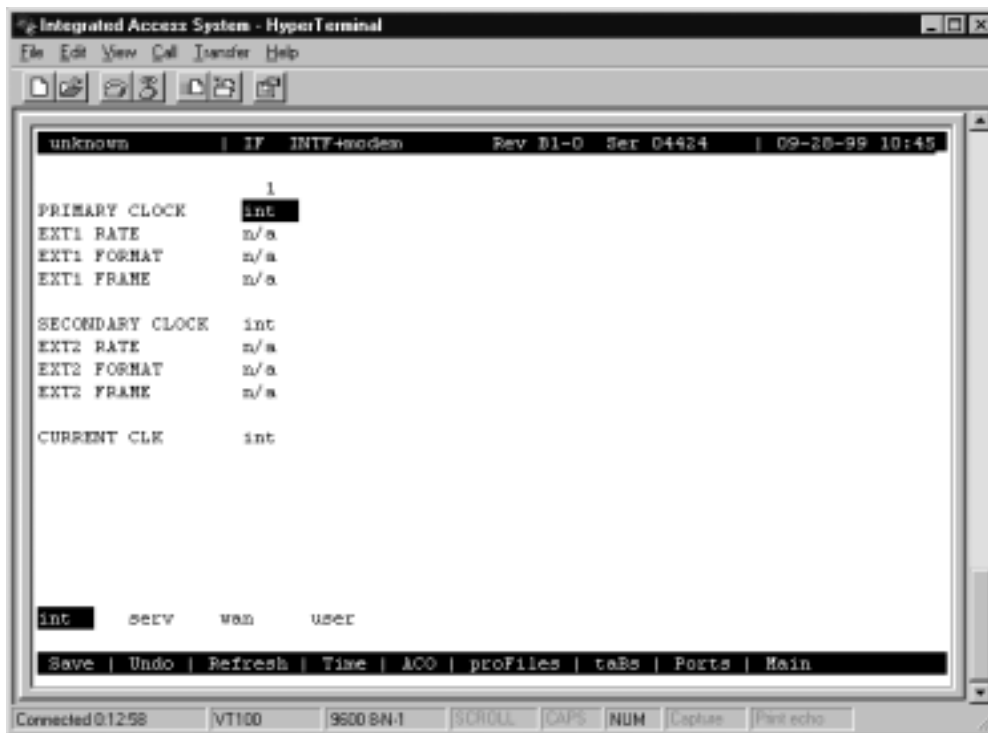 Integrated Access System - HyperTerminal
File Edit View Call Transfer Help
unknown | IF INTF+modem Rev B1-0 Ser 04424 | 09-28-99 10:45
1
PRIMARY CLOCK int
EXT1 RATE n/a
EXT1 FORMAT n/a
EXT1 FRAME n/a
SECONDARY CLOCK int
EXT2 RATE n/a
EXT2 FORMAT n/a
EXT2 FRAME n/a
CURRENT CLK int
int serv wan user
Save | Undo | Refresh | Time | ACO | proFiles | taBs | Ports | Main
Connected 0:12:58 VT100 9600 8-N-1 SCROLL CAPS NUM Capture Print echo